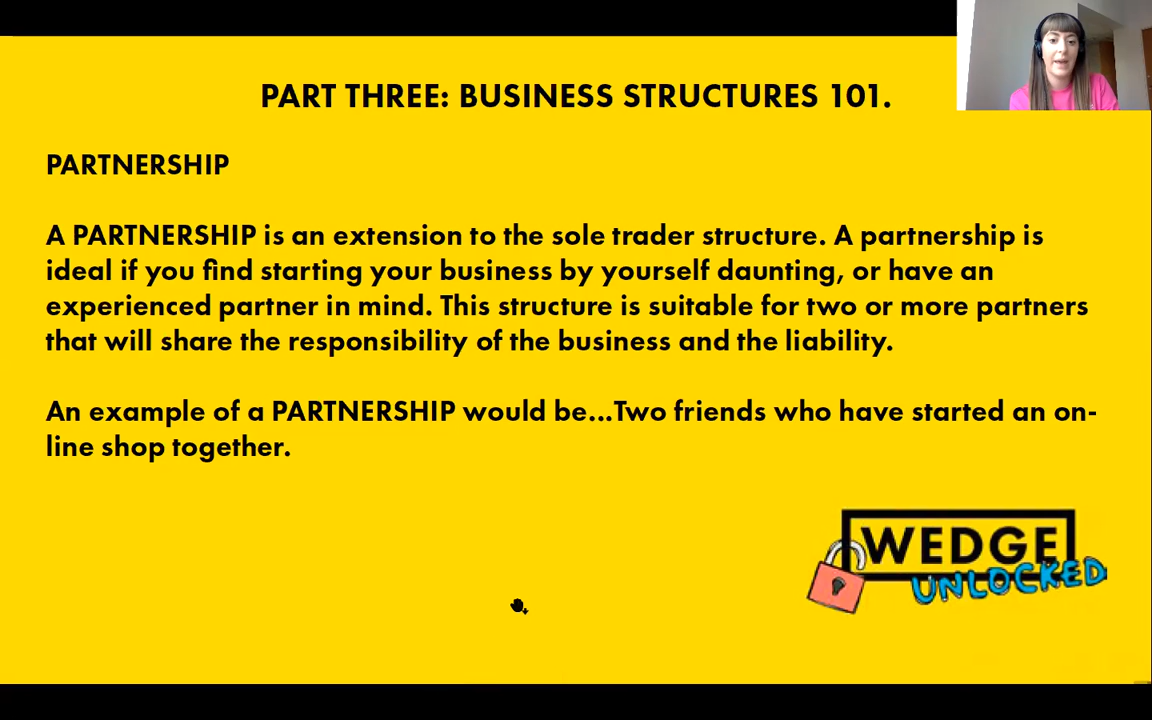 PART THREE: BUSINESS STRUCTURES 101.
PARTNERSHIP
A PARTNERSHIP is an extension to the sole trader structure. A partnership is
ideal if you find starting your business by yourself daunting, or have an
experienced partner in mind. This structure is suitable for two or more partners
that will share the responsibility of the business and the liability.
An example of a PARTNERSHIP would be...Two friends who have started an on-
line shop together.
WEDGE
UNLOCKED